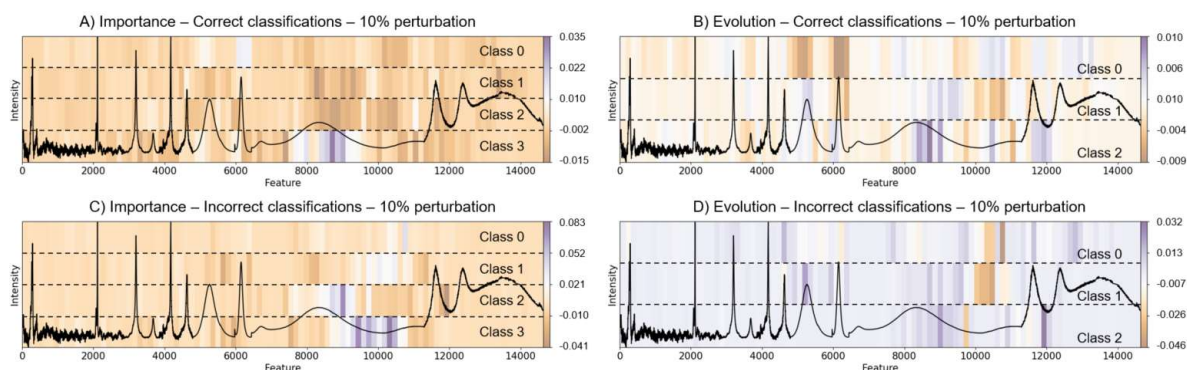 A) Importance – Correct classifications – 10% perturbation
Intensity
Class 0
Class 1
Class 2
Class 3
0.035
0.022
0.010
-0.002
-0.015
0 2000 4000 6000 8000 10000 12000 14000
Feature
B) Evolution – Correct classifications – 10% perturbation
Intensity
Class 0
Class 1
Class 2
0.010
0.006
0.010
-0.004
-0.009
0 2000 4000 6000 8000 10000 12000 14000
Feature
C) Importance – Incorrect classifications – 10% perturbation
Intensity
Class 0
Class 1
Class 2
Class 3
0.083
0.052
0.021
-0.010
-0.041
0 2000 4000 6000 8000 10000 12000 14000
Feature
D) Evolution – Incorrect classifications – 10% perturbation
Intensity
Class 0
Class 1
Class 2
0.032
0.013
-0.007
-0.026
-0.046
0 2000 4000 6000 8000 10000 12000 14000
Feature